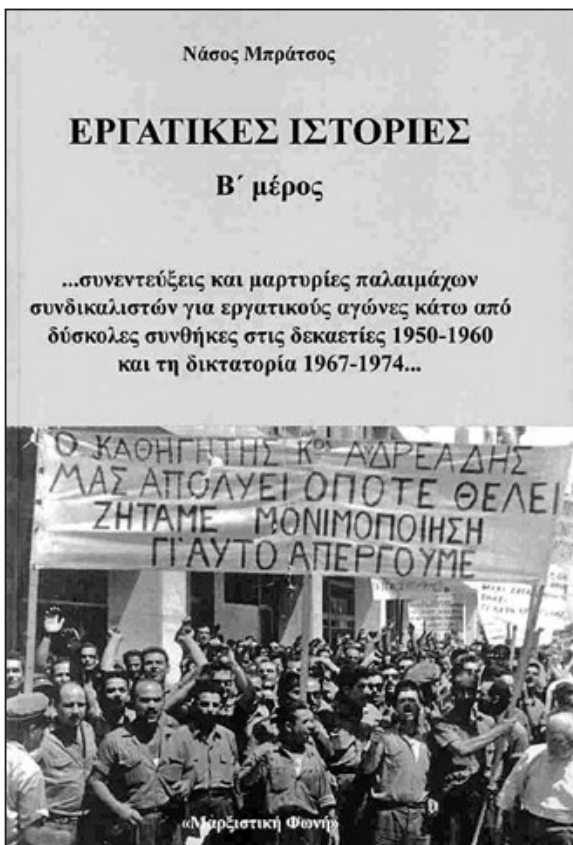 Νάσος Μπράτσος
ΕΡΓΑΤΙΚΕΣ ΙΣΤΟΡΙΕΣ
Β΄ μέρος
...συνεντεύξεις και μαρτυρίες παλαιμάχων
συνδικαλιστών για εργατικούς αγώνες κάτω από
δύσκολες συνθήκες στις δεκαετίες 1950-1960
και τη δικτατορία 1967-1974...
Ο ΚΑΘΗΓΗΤΗΣ Κος ΑΝΔΡΕΑΔΗΣ
ΜΑΣ ΑΠΟΛΥΕΙ ΟΠΟΤΕ ΘΕΛΕΙ
ΖΗΤΑΜΕ ΜΟΝΙΜΟΠΟΙΗΣΗ
ΓΙ'ΑΥΤΟ ΑΠΕΡΓΟΥΜΕ
«Μαρξιστική Φωνή»